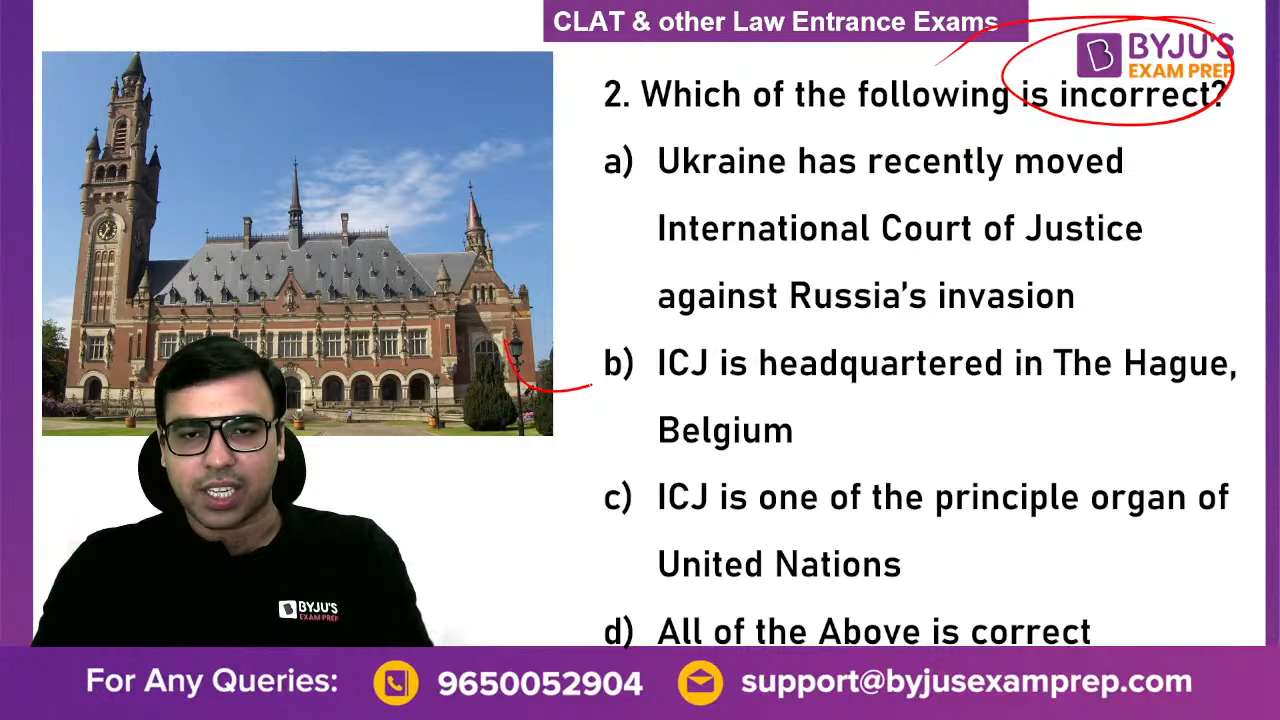 CLAT & other Law Entrance Exams
BYJU'S
EXAM PREP
2. Which of the following is incorrect?
a) Ukraine has recently moved
International Court of Justice
against Russia's invasion
b) ICJ is headquartered in The Hague,
Belgium
c) ICJ is one of the principle organ of
United Nations
d) All of the Above is correct
BYJU'S
EXAM PREP
For Any Queries: 9650052904 support@byjusexamprep.com